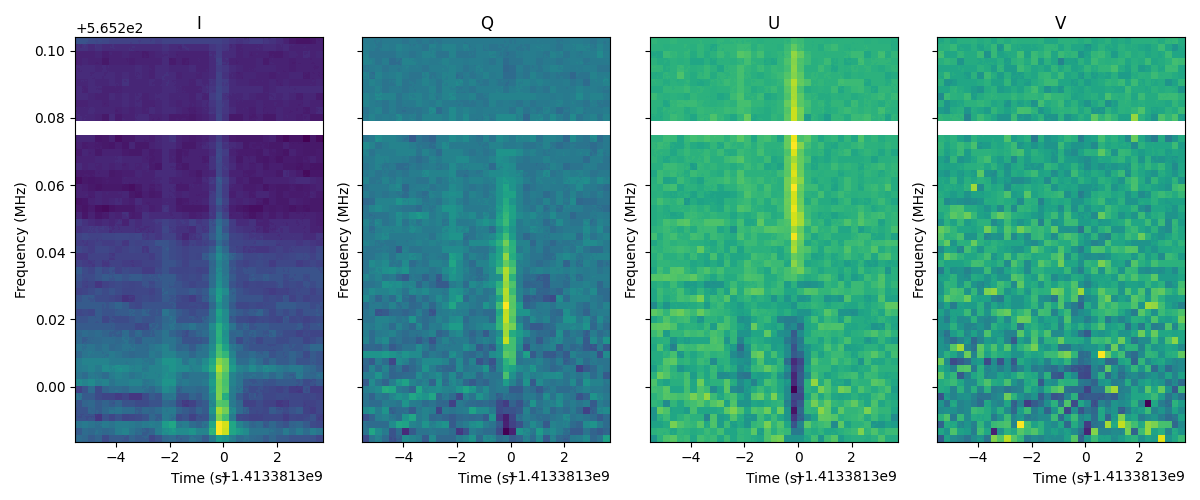 I Q U V
+5.652e2
0.10
0.08
0.06
0.04
0.02
0.00
Frequency (MHz) Frequency (MHz) Frequency (MHz) Frequency (MHz)
−4 −2 0 2 −4 −2 0 2 −4 −2 0 2 −4 −2 0 2
Time (s) Time (s) Time (s) Time (s)
+1.4133813e9 +1.4133813e9 +1.4133813e9 +1.4133813e9